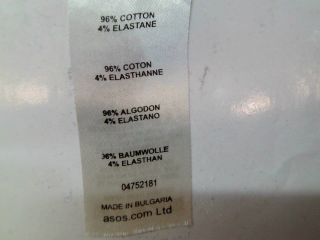 96% COTTON
4% ELASTANE
96% COTON
4% ELASTHANNE
96% ALGODON
4% ELASTANO
96% BAUMWOLLE
4% ELASTHAN
04752181
MADE IN BULGARIA
asos.com Ltd